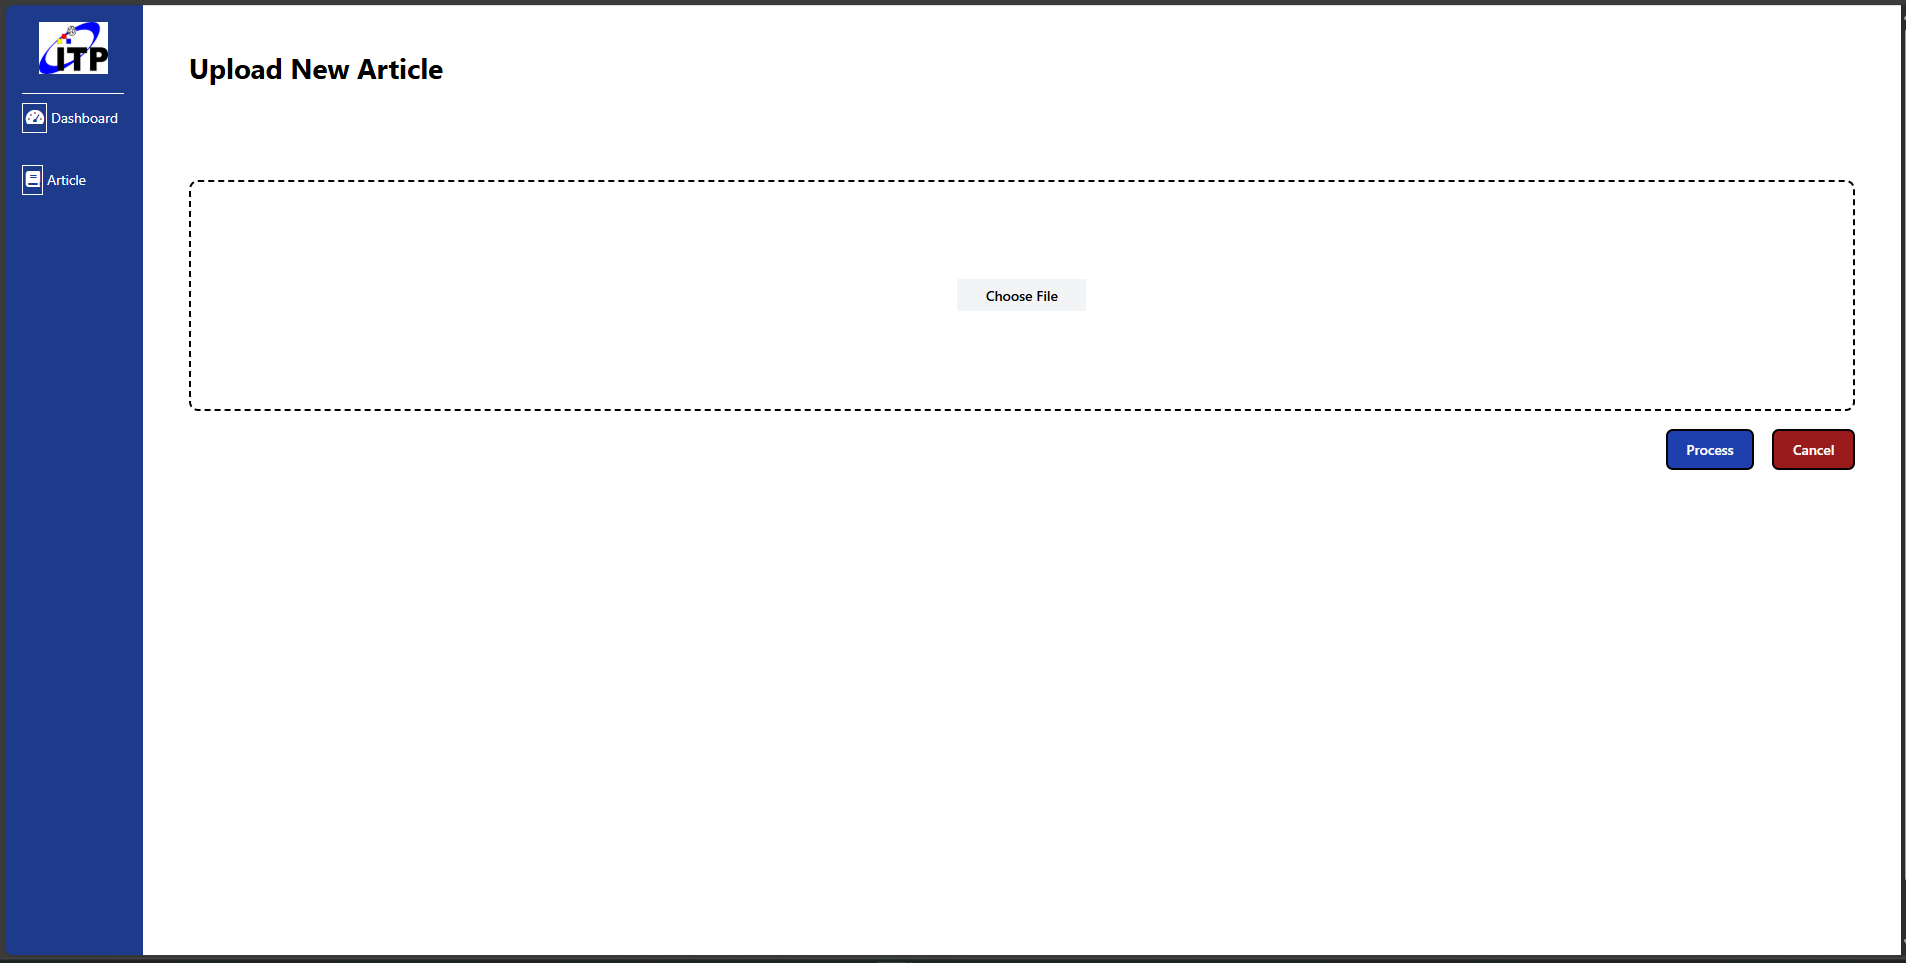 ITP
Dashboard
Article
Upload New Article
Choose File
Process
Cancel